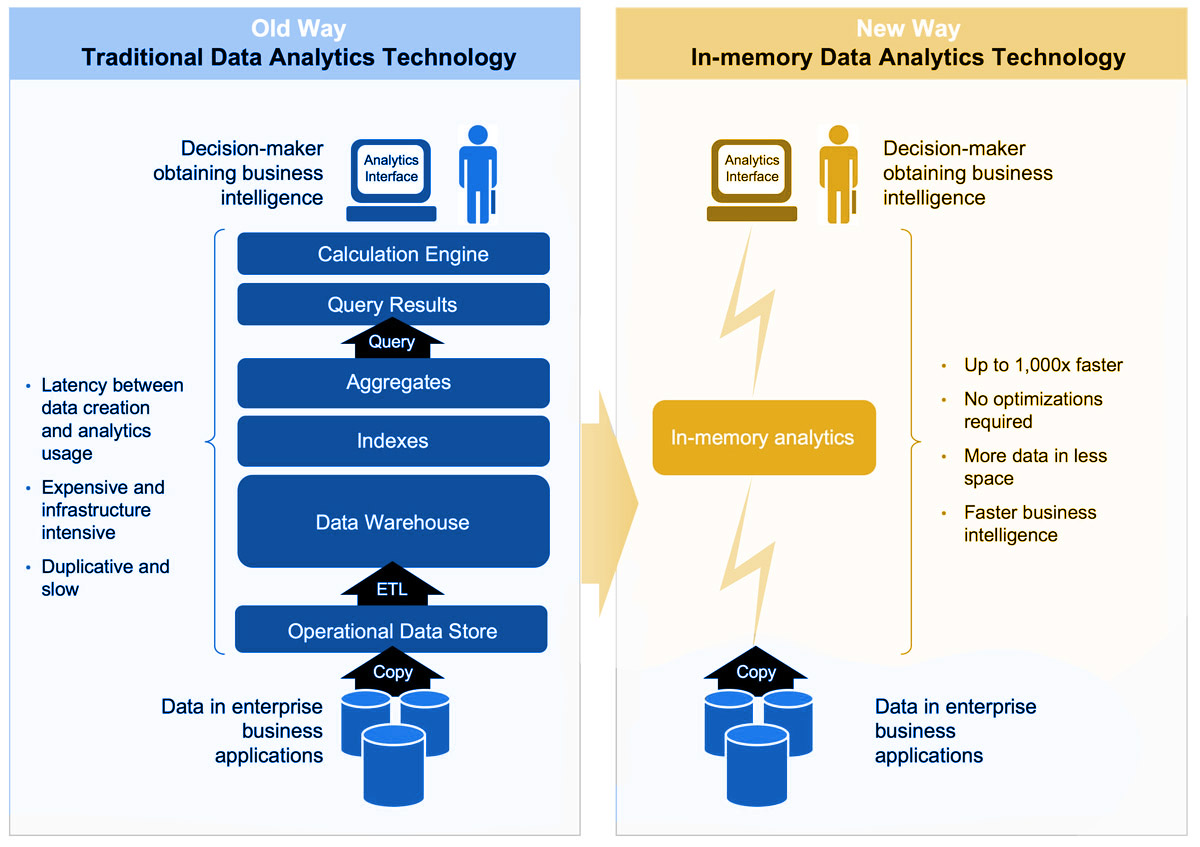 Old Way
Traditional Data Analytics Technology
Decision-maker
obtaining business
intelligence
Analytics
Interface
Calculation Engine
Query Results
Query
Aggregates
Indexes
Data Warehouse
ETL
Operational Data Store
Copy
Data in enterprise
business
applications
• Latency between
data creation
and analytics
usage
• Expensive and
infrastructure
intensive
• Duplicative and
slow
New Way
In-memory Data Analytics Technology
Analytics
Interface
Decision-maker
obtaining business
intelligence
In-memory analytics
• Up to 1,000x faster
• No optimizations
required
• More data in less
space
• Faster business
intelligence
Copy
Data in enterprise
business
applications